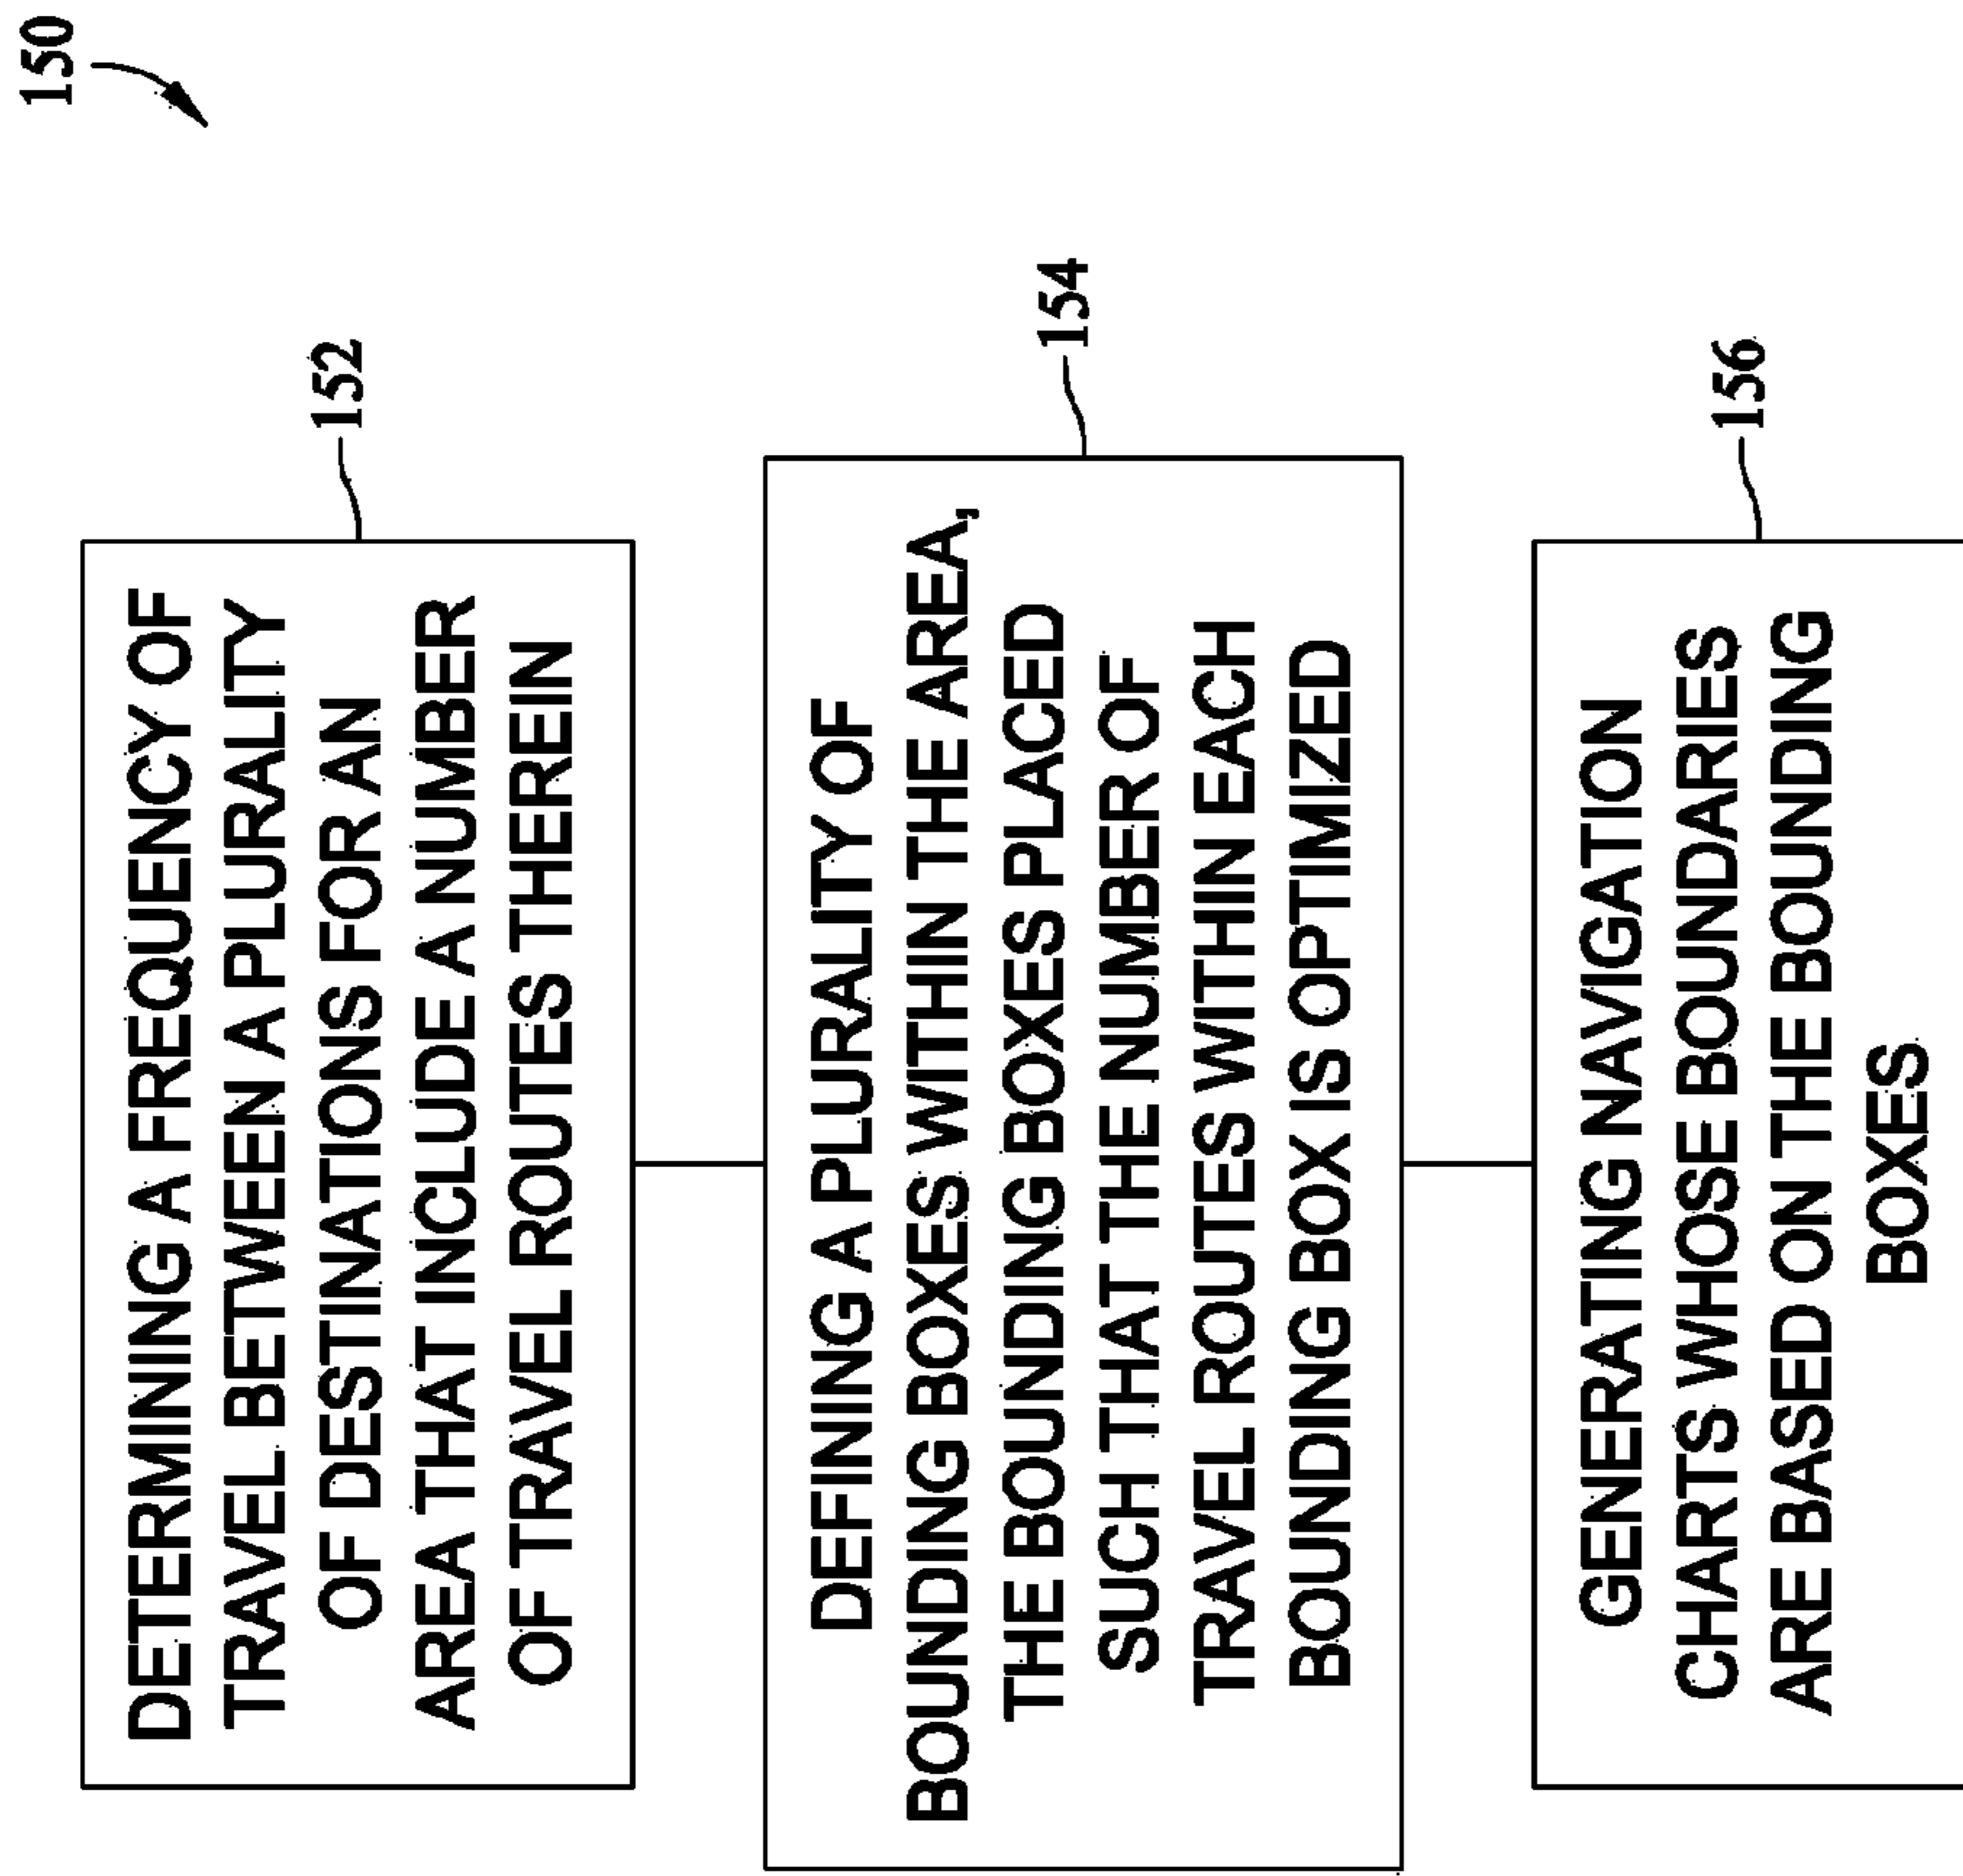 150
DETERMINING A FREQUENCY OF
TRAVEL BETWEEN A PLURALITY
OF DESTINATIONS FOR AN
AREA THAT INCLUDE A NUMBER
OF TRAVEL ROUTES THEREIN
152
DEFINING A PLURALITY OF
BOUNDING BOXES WITHIN THE AREA,
THE BOUNDING BOXES PLACED
SUCH THAT THE NUMBER OF
TRAVEL ROUTES WITHIN EACH
BOUNDING BOX IS OPTIMIZED
154
GENERATING NAVIGATION
CHARTS WHOSE BOUNDARIES
ARE BASED ON THE BOUNDING
BOXES
156